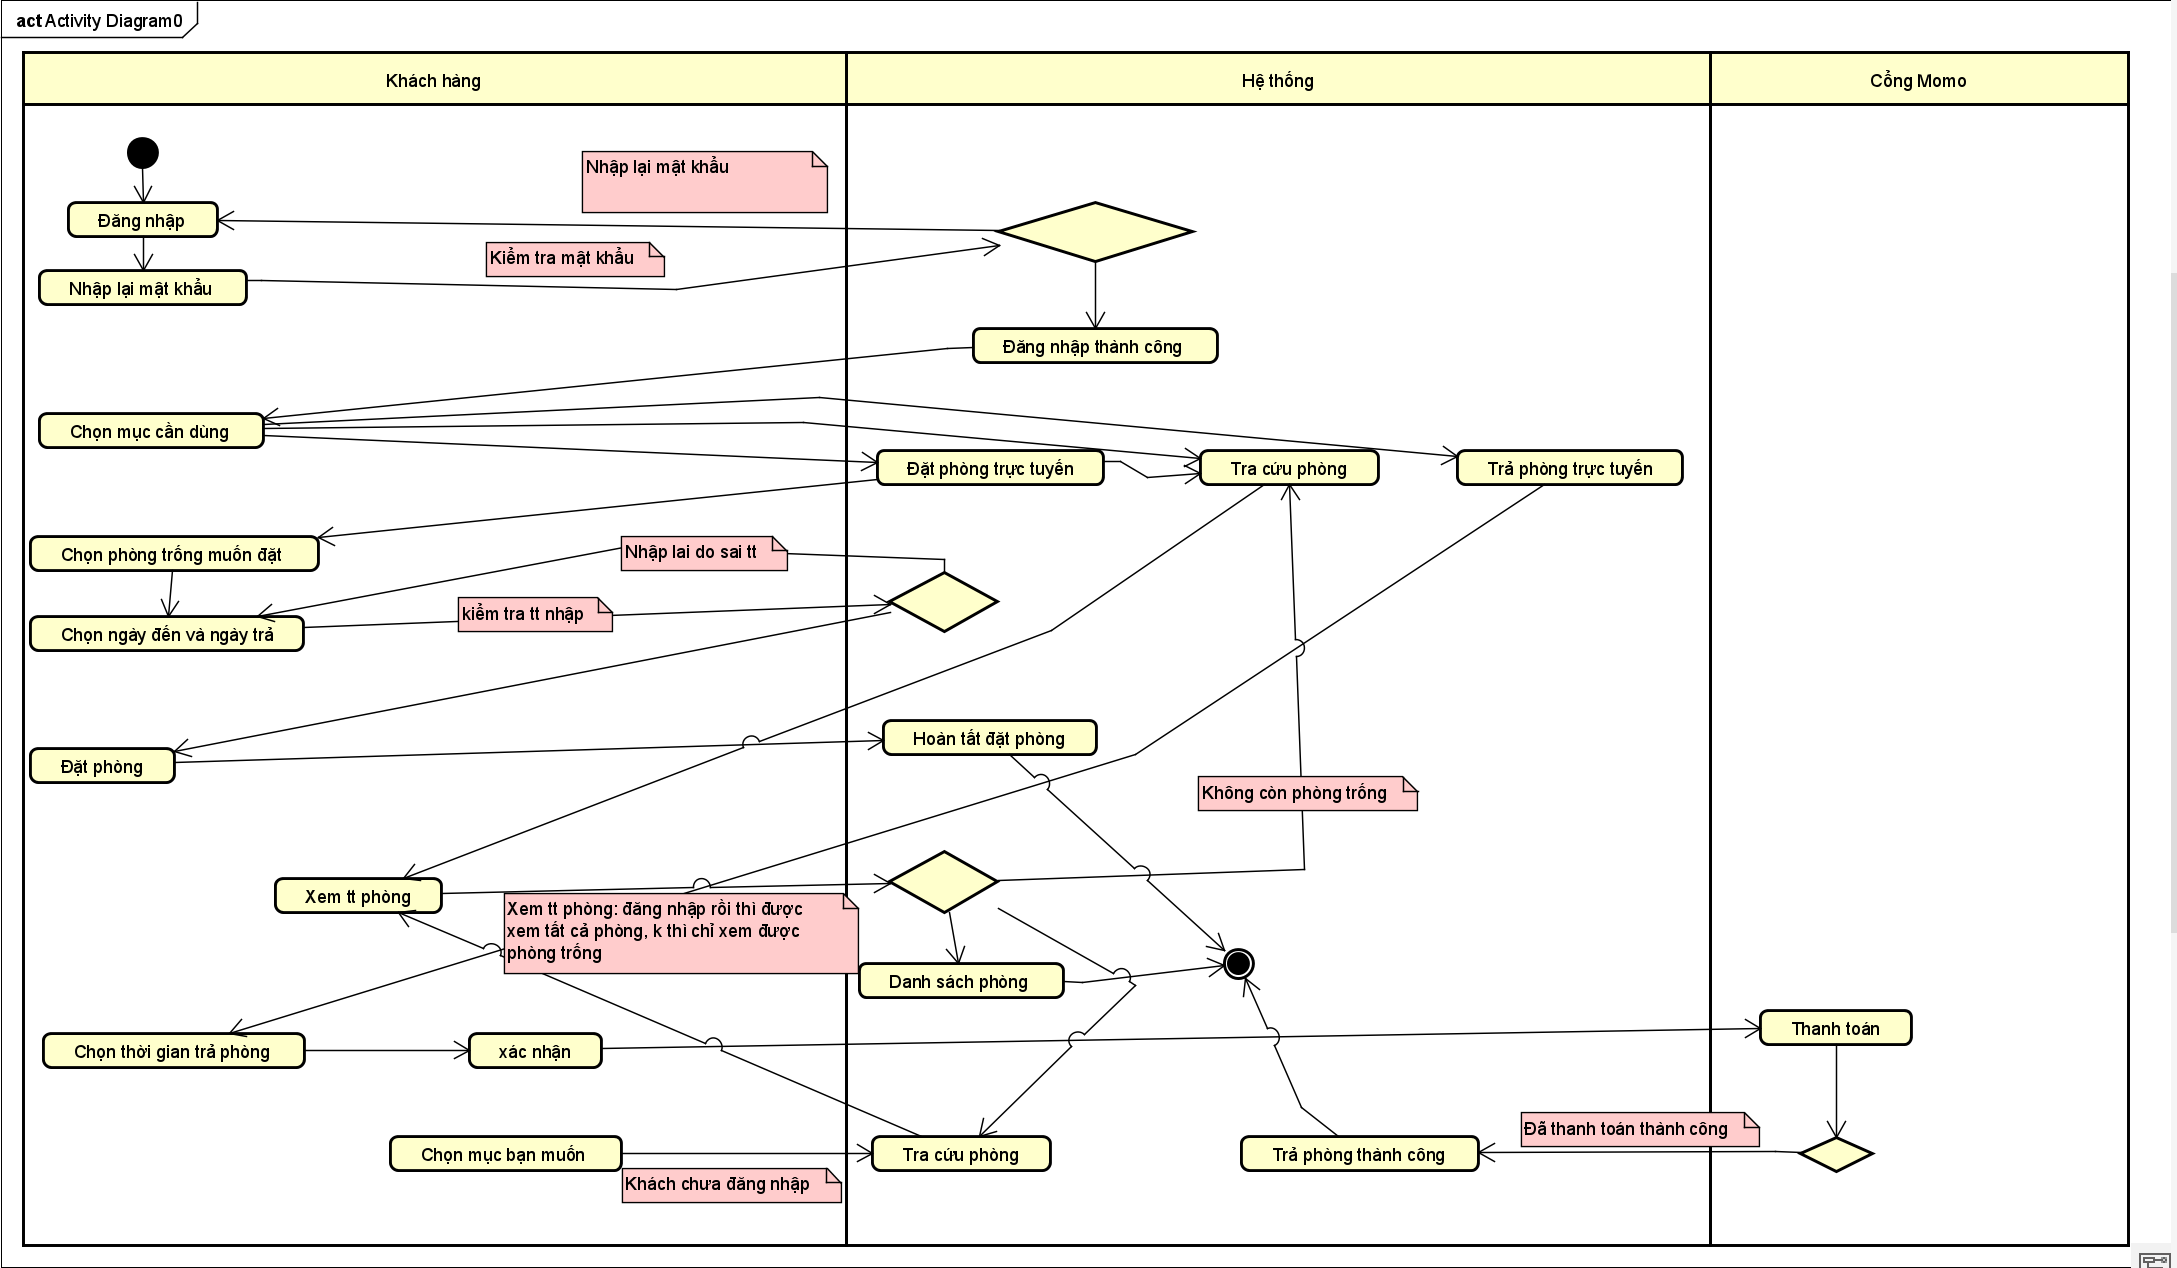 act Activity Diagram0
Khách hàng
Hệ thống
Cổng Momo
Nhập lại mật khẩu
Đăng nhập
Kiểm tra mật khẩu
Nhập lại mật khẩu
Đăng nhập thành công
Chọn mục cần dùng
Đặt phòng trực tuyến
Tra cứu phòng
Trả phòng trực tuyến
Chọn phòng trống muốn đặt
Nhập lai do sai tt
kiểm tra tt nhập
Chọn ngày đến và ngày trả
Hoàn tất đặt phòng
Đặt phòng
Không còn phòng trống
Xem tt phòng
Xem tt phòng: đăng nhập rồi thì được
xem tất cả phòng, k thì chỉ xem được
phòng trống
Danh sách phòng
Chọn thời gian trả phòng
xác nhận
Thanh toán
Đã thanh toán thành công
Chọn mục bạn muốn
Tra cứu phòng
Trả phòng thành công
Khách chưa đăng nhập